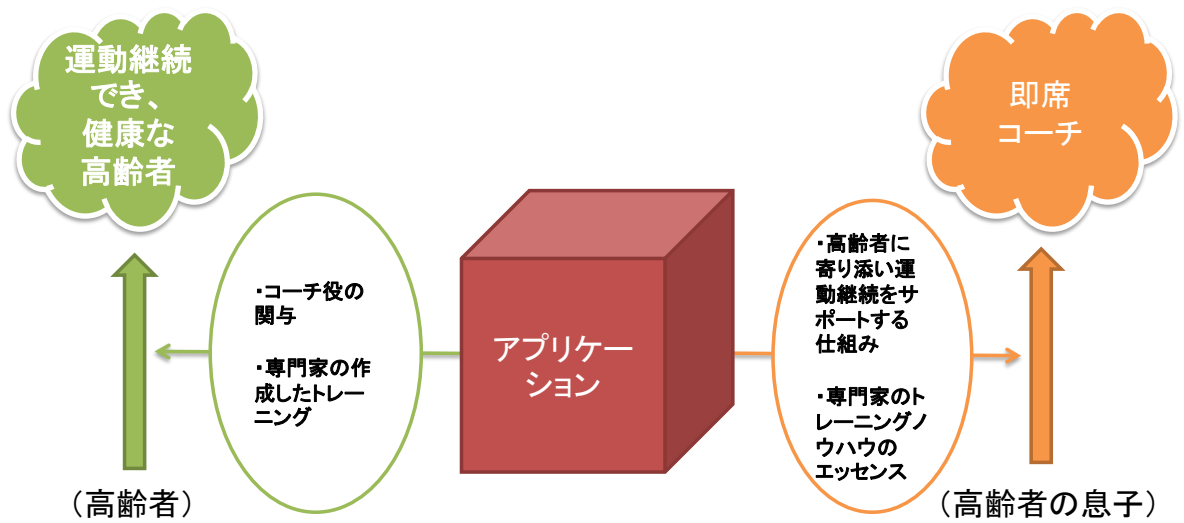 運動継続
でき、
健康な
高齢者
・コーチ役の
関与
・専門家の作
成したトレー
ニング
（高齢者）
アプリケー
ション
・高齢者に
寄り添い運
動継続をサ
ポートする
仕組み
・専門家のト
レーニングノ
ウハウの
エッセンス
即席
コーチ
（高齢者の息子）